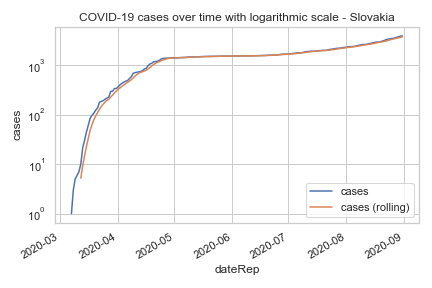 COVID-19 cases over time with logarithmic scale - Slovakia
cases
10³
10²
10¹
10⁰
cases
cases (rolling)
2020-03
2020-04
2020-05
2020-06
2020-07
2020-08
2020-09
dateRep